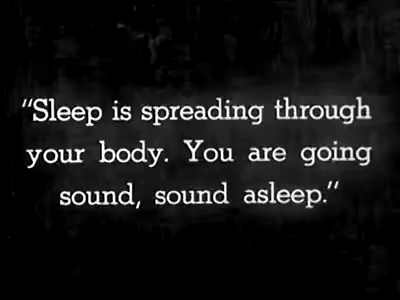 "Sleep is spreading through
your body. You are going
sound, sound asleep."